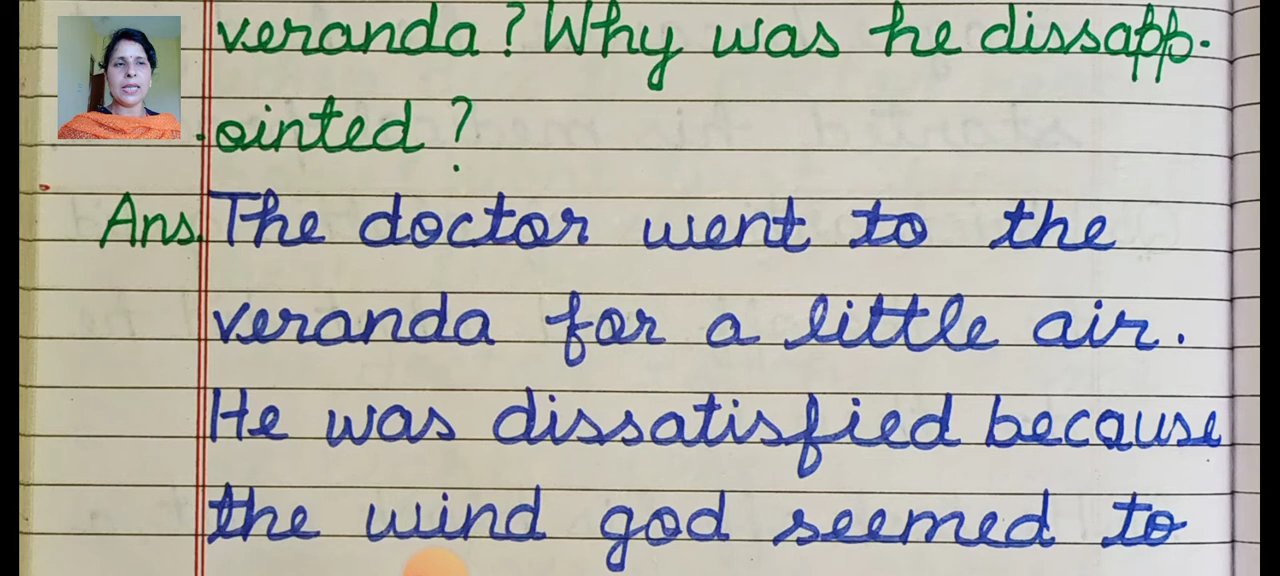 veranda? Why was he dissapp-
ointed?
Ans. The doctor went to the
veranda for a little air.
He was dissatisfied because
the wind god seemed to